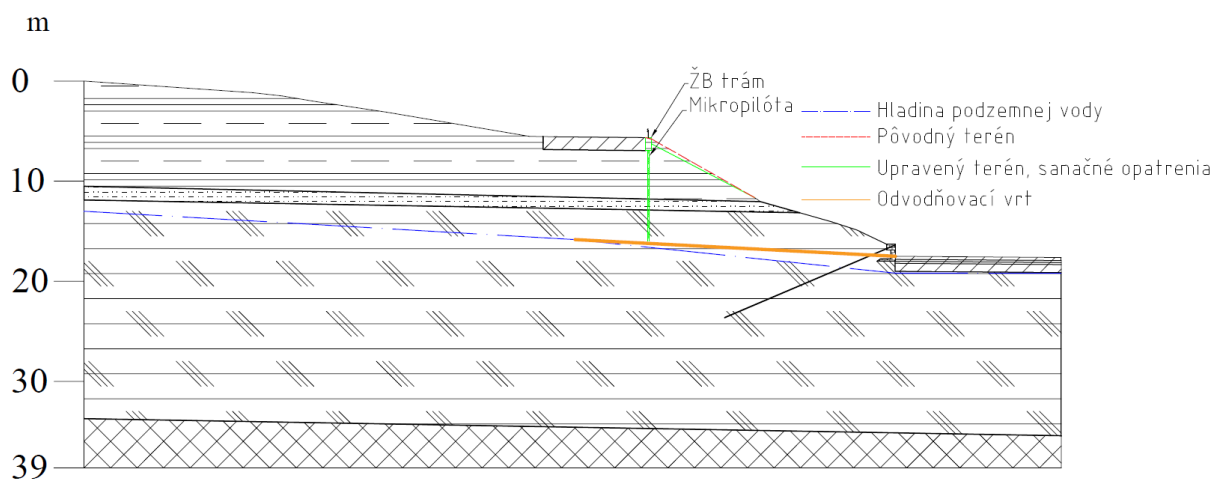 m
0
10
20
30
39
ŽB trám
Mikropilóta
Hladina podzemnej vody
Pôvodný terén
Upravený terén, sanačné opatrenia
Odvodňovací vrt